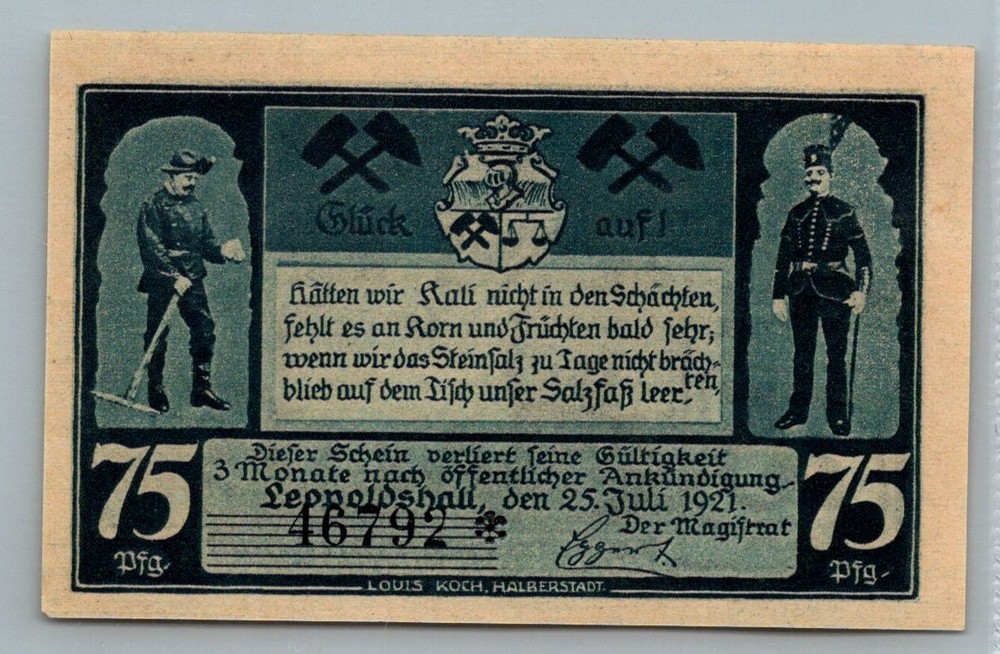 Glück auf!
Hätten wir Kali nicht in den Schächten,
fehlt es an Korn und Früchten bald sehr;
wenn wir das Steinsalz zu Tage nicht bräch-
ten,
blieb auf dem Tisch unser Salzfaß leer.
75
Pfg.
Dieser Schein verliert seine Gültigkeit
3 Monate nach öffentlicher Ankündigung.
Leopoldshall, den 25. Juli 1921.
46792 ✻
Der Magistrat
Eggert
75
Pfg.
LOUIS KOCH, HALBERSTADT.